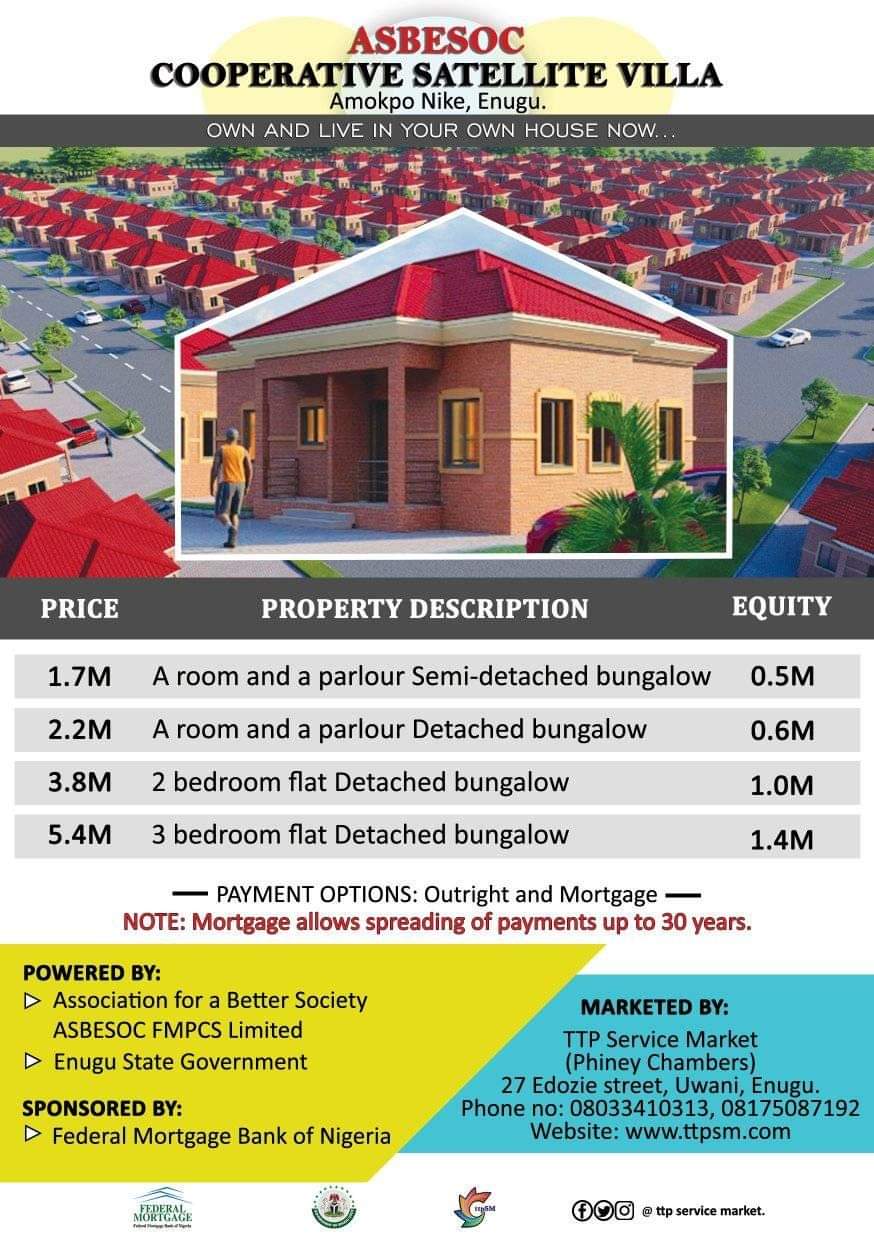 ASBESOC
COOPERATIVE SATELLITE VILLA
Amokpo Nike, Enugu.
OWN AND LIVE IN YOUR OWN HOUSE NOW...
PRICE PROPERTY DESCRIPTION EQUITY
1.7M A room and a parlour Semi-detached bungalow 0.5M
2.2M A room and a parlour Detached bungalow 0.6M
3.8M 2 bedroom flat Detached bungalow 1.0M
5.4M 3 bedroom flat Detached bungalow 1.4M
PAYMENT OPTIONS: Outright and Mortgage
NOTE: Mortgage allows spreading of payments up to 30 years.
POWERED BY:
Association for a Better Society
ASBESOC FMPCS Limited
Enugu State Government
SPONSORED BY:
Federal Mortgage Bank of Nigeria
MARKETED BY:
TTP Service Market
(Phiney Chambers)
27 Edozie street, Uwani, Enugu.
Phone no: 08033410313, 08175087192
Website: www.ttpsm.com
FEDERAL
MORTGAGE
Federal Mortgage Bank of Nigeria
ttpSM
@ ttp service market.